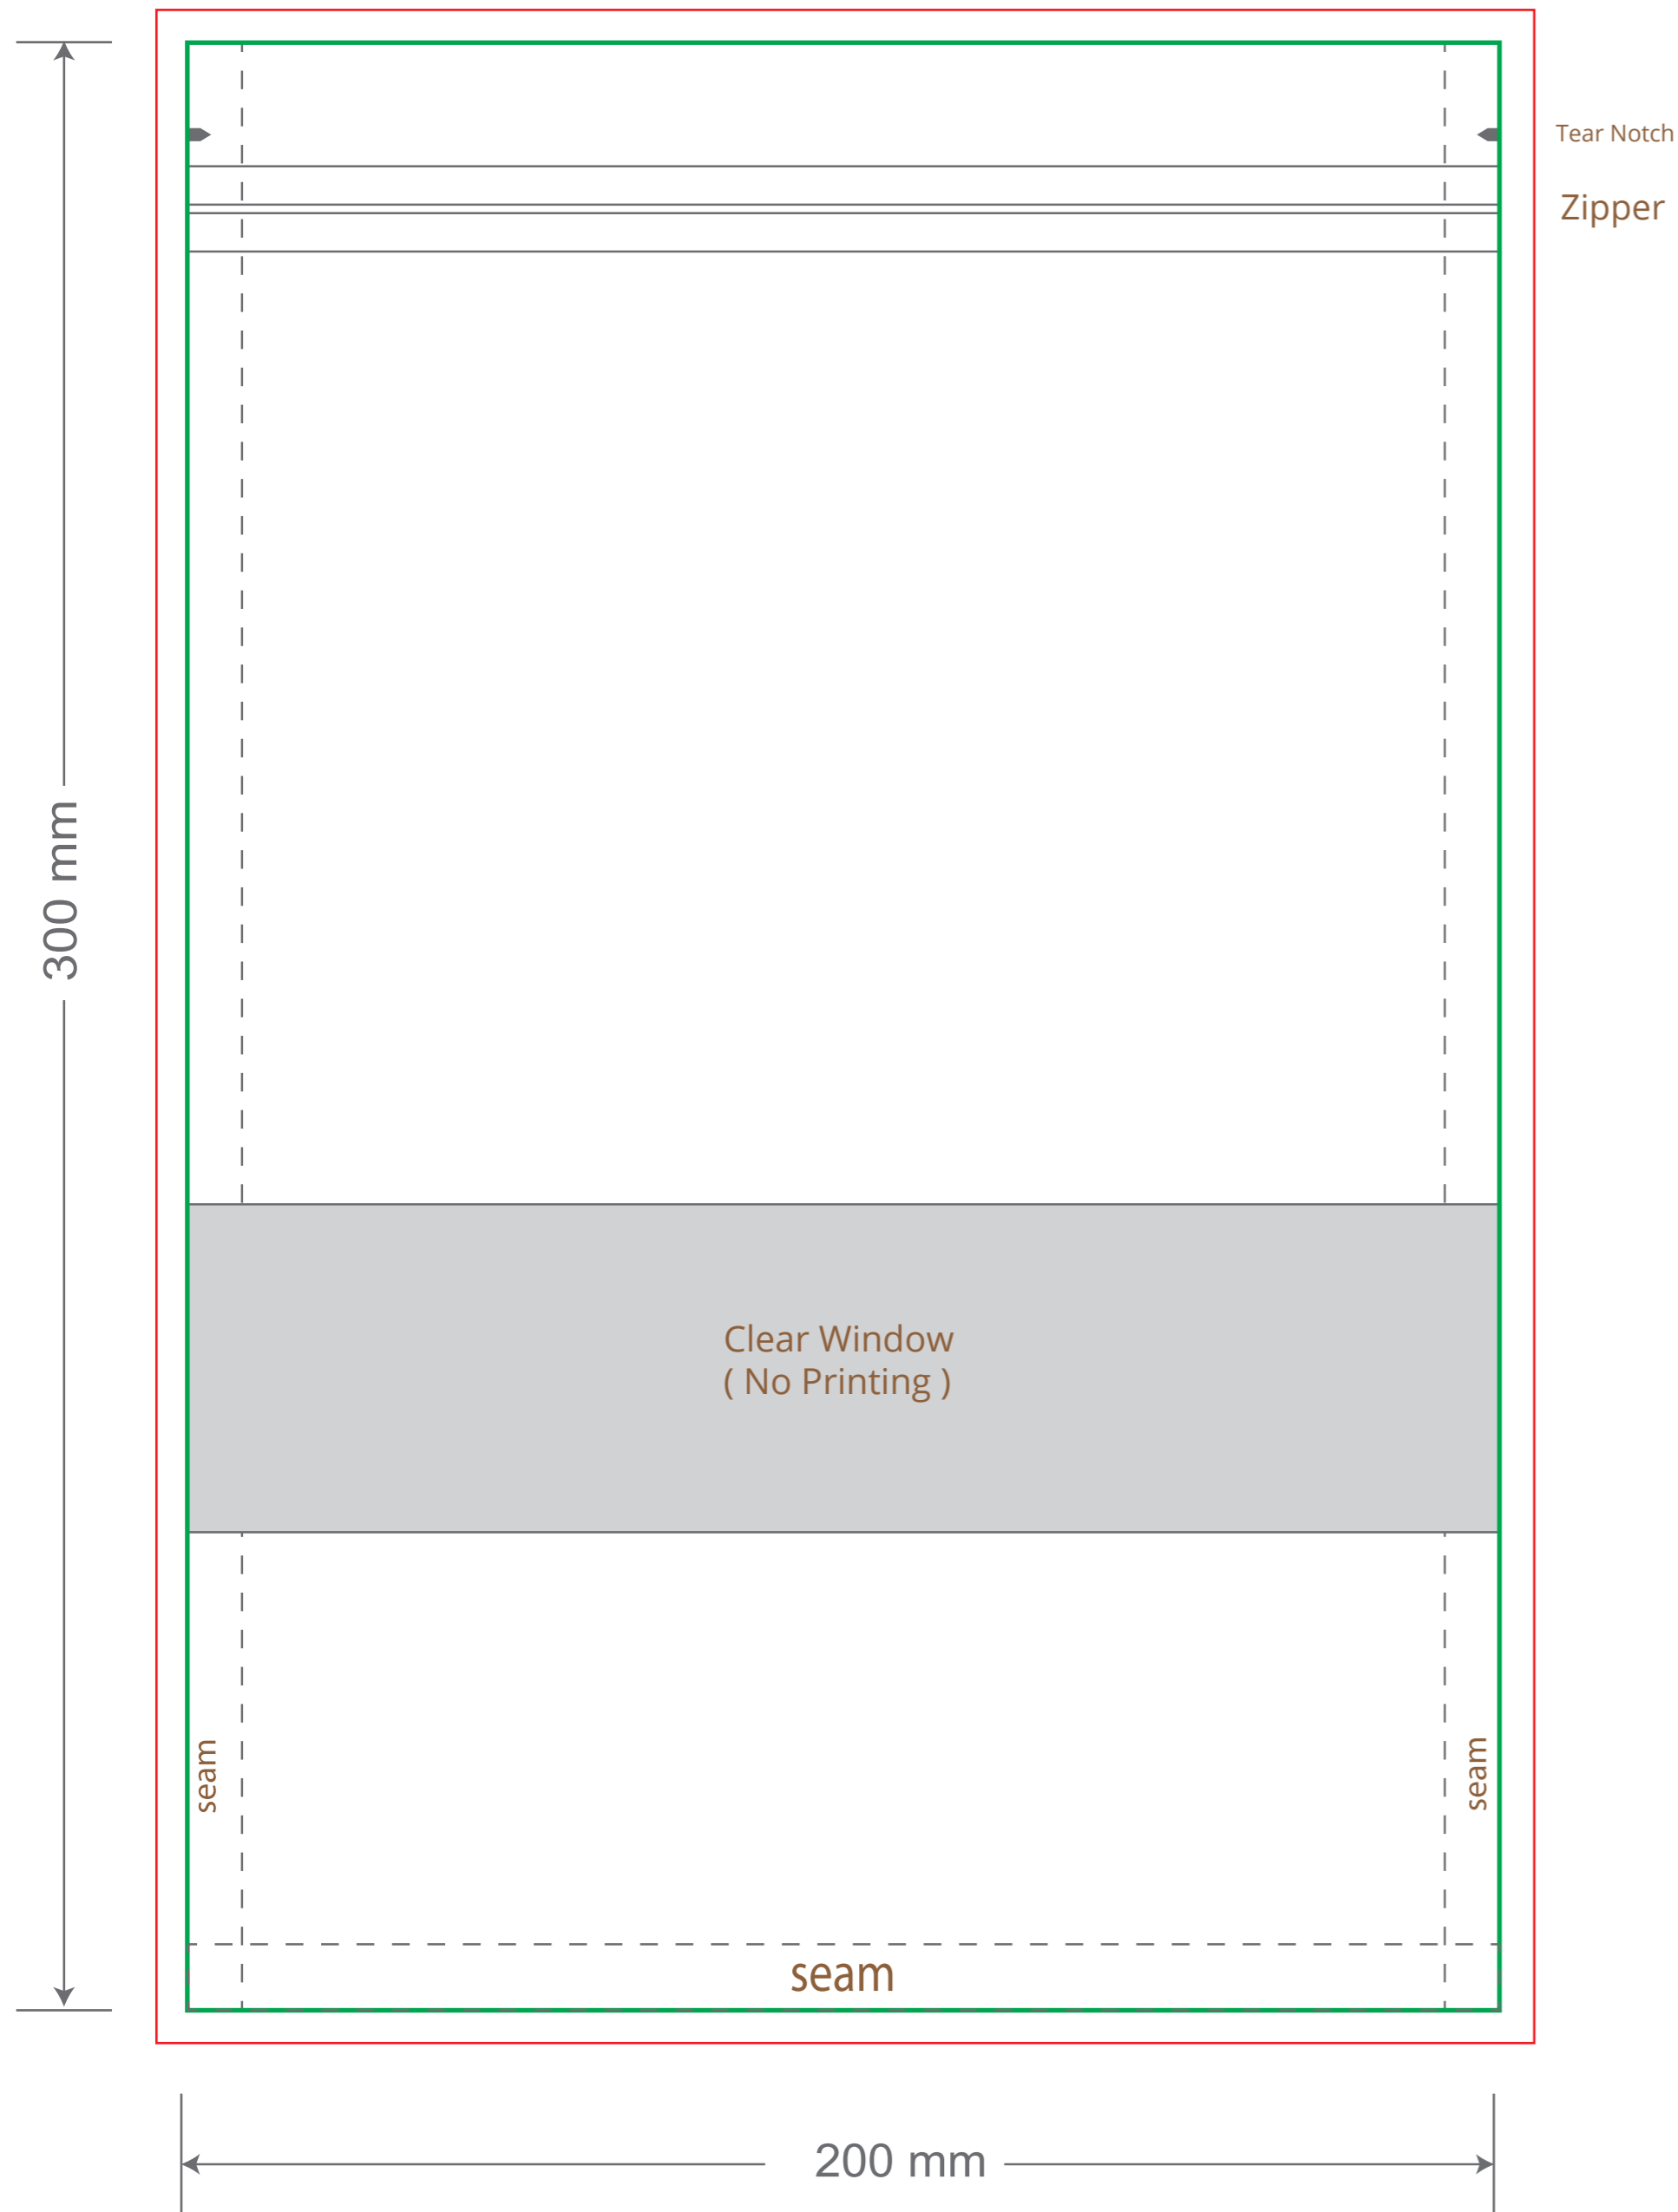 Tear Notch
Zipper
300 mm
Clear Window
( No Printing )
seam
seam
seam
200 mm